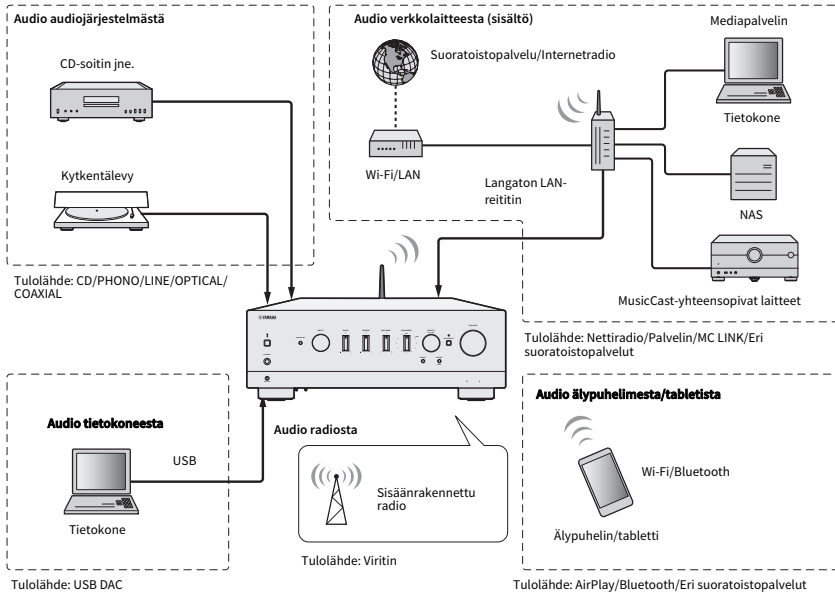 Audio audiojärjestelmästä
CD-soitin jne.
Kytkentälevy
Tulolähde: CD/PHONO/LINE/OPTICAL/
COAXIAL
Audio verkkolaitteesta (sisältö)
Suoratoistopalvelu/Internetradio
Wi-Fi/LAN
Langaton LAN-
reititin
Mediapalvelin
Tietokone
NAS
MusicCast-yhteensopivat laitteet
Tulolähde: Nettiradio/Palvelin/MC LINK/Eri
suoratoistopalvelut
YAMAHA
Audio tietokoneesta
USB
Tietokone
Tulolähde: USB DAC
Audio radiosta
Sisäänrakennettu
radio
Tulolähde: Viritin
Audio älypuhelimesta/tabletista
Wi-Fi/Bluetooth
Älypuhelin/tabletti
Tulolähde: AirPlay/Bluetooth/Eri suoratoistopalvelut